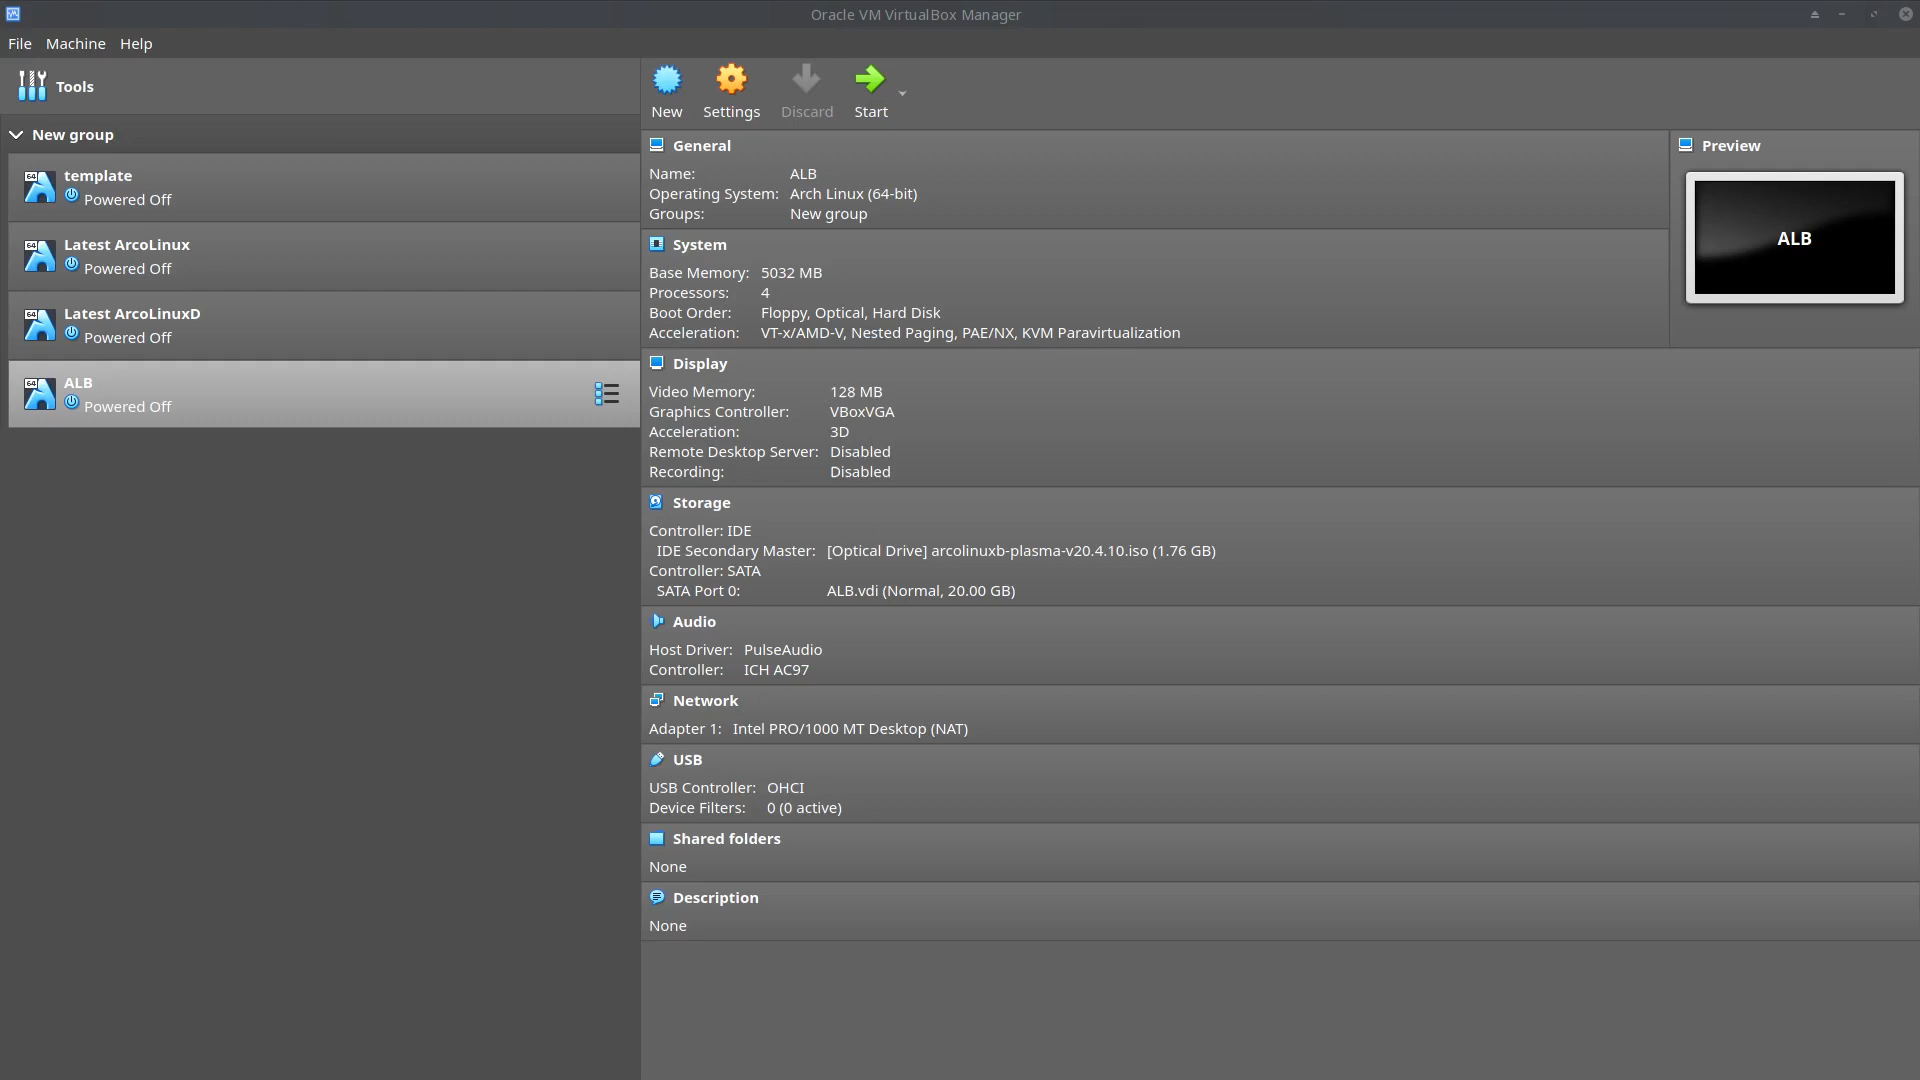 Oracle VM VirtualBox Manager
File Machine Help
Tools
New group
64
template
Powered Off
64
Latest ArcoLinux
Powered Off
64
Latest ArcoLinuxD
Powered Off
64
ALB
Powered Off
New Settings Discard Start
General
Name: ALB
Operating System: Arch Linux (64-bit)
Groups: New group
System
Base Memory: 5032 MB
Processors: 4
Boot Order: Floppy, Optical, Hard Disk
Acceleration: VT-x/AMD-V, Nested Paging, PAE/NX, KVM Paravirtualization
Preview
ALB
Display
Video Memory: 128 MB
Graphics Controller: VBoxVGA
Acceleration: 3D
Remote Desktop Server: Disabled
Recording: Disabled
Storage
Controller: IDE
IDE Secondary Master: [Optical Drive] arcolinuxb-plasma-v20.4.10.iso (1.76 GB)
Controller: SATA
SATA Port 0: ALB.vdi (Normal, 20.00 GB)
Audio
Host Driver: PulseAudio
Controller: ICH AC97
Network
Adapter 1: Intel PRO/1000 MT Desktop (NAT)
USB
USB Controller: OHCI
Device Filters: 0 (0 active)
Shared folders
None
Description
None